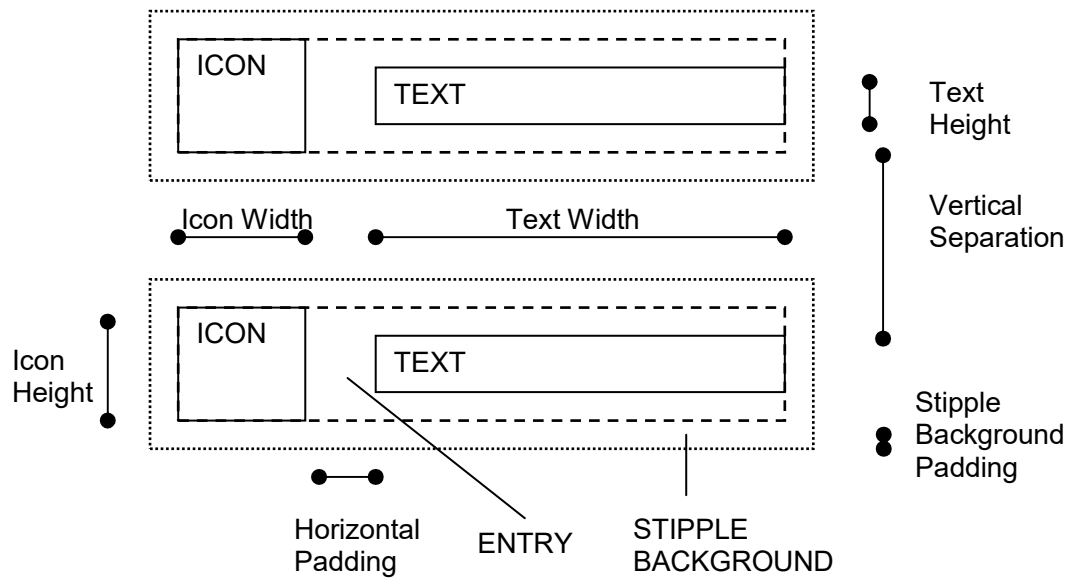 ICON
TEXT
Text
Height
Icon Width
Text Width
Vertical
Separation
ICON
TEXT
Icon
Height
Stipple
Background
Padding
Horizontal
Padding
ENTRY
STIPPLE
BACKGROUND